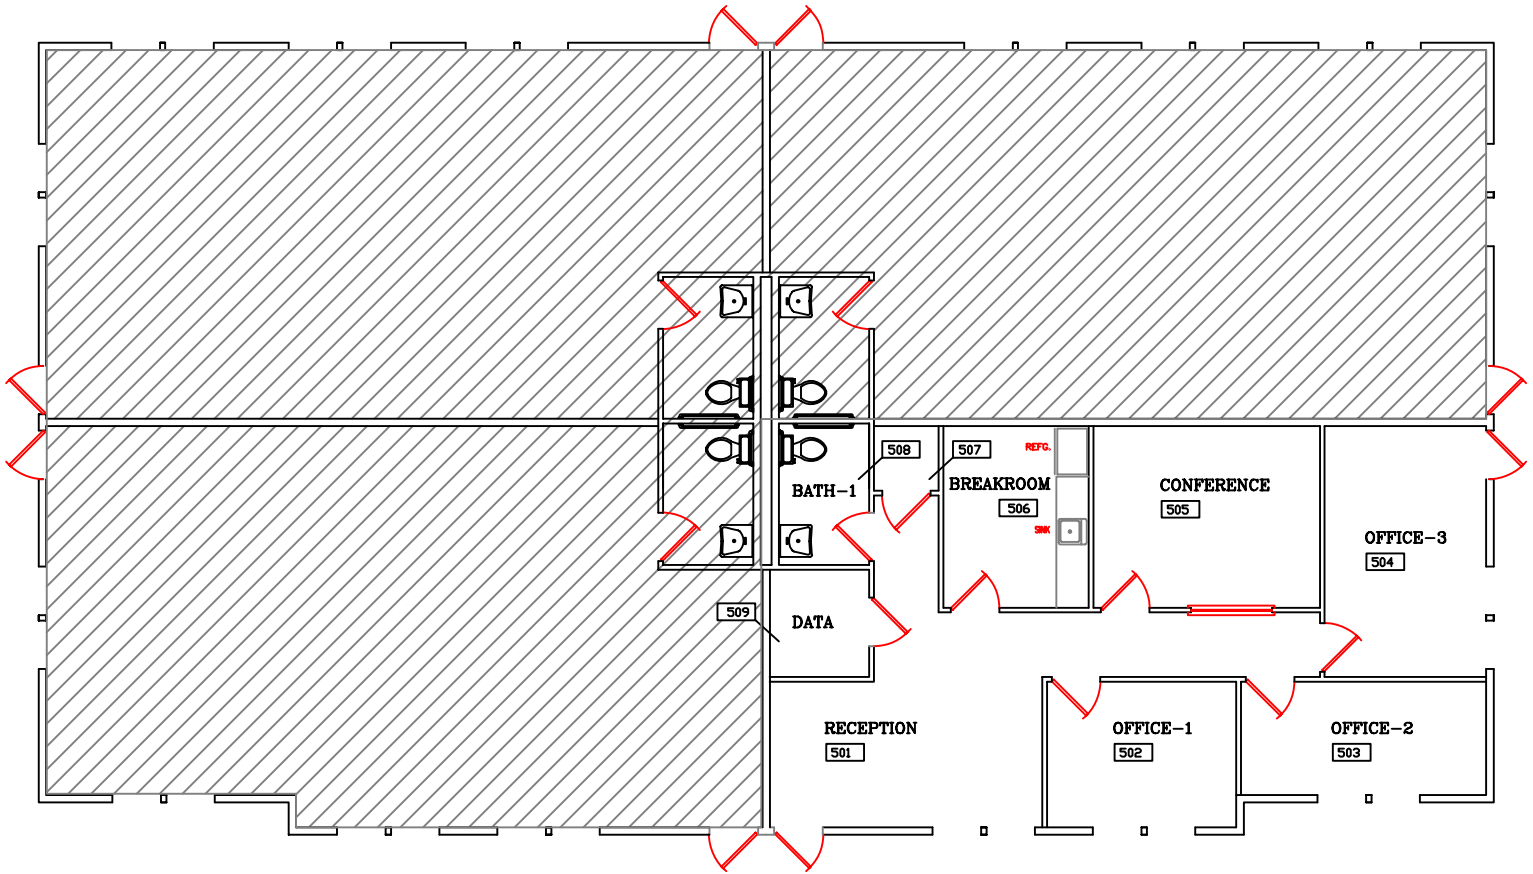 508
507
REFG.
BATH-1
BREAKROOM
506
CONFERENCE
505
SINK
OFFICE-3
504
509
DATA
RECEPTION
501
OFFICE-1
502
OFFICE-2
503